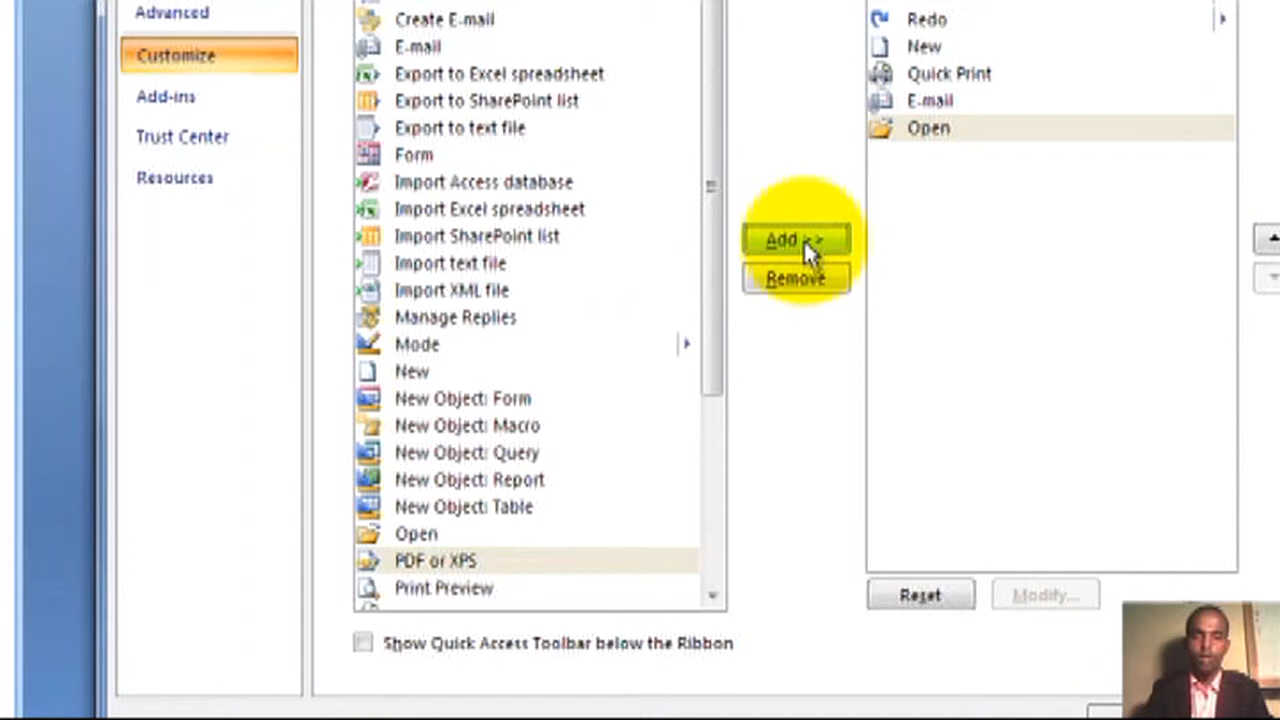 Advanced
Customize
Add-ins
Trust Center
Resources
Create E-mail
E-mail
Export to Excel spreadsheet
Export to SharePoint list
Export to text file
Form
Import Access database
Import Excel spreadsheet
Import SharePoint list
Import text file
Import XML file
Manage Replies
Mode
New
New Object: Form
New Object: Macro
New Object: Query
New Object: Report
New Object: Table
Open
PDF or XPS
Print Preview
Show Quick Access Toolbar below the Ribbon
Add >>
Remove
Redo
New
Quick Print
E-mail
Open
Reset
Modify...